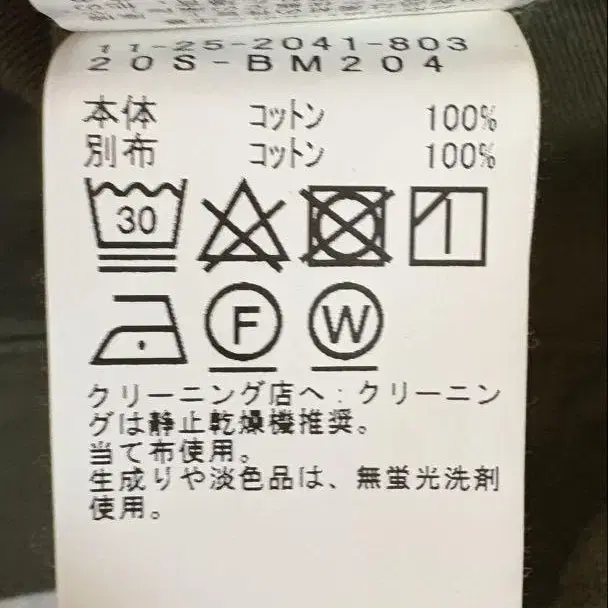 11-25-2041-803
20S-BM204
本体 コットン 100%
別布 コットン 100%
30
F W
クリーニング店へ：クリーニン
グは静止乾燥機推奨。
当て布使用。
生成りや淡色品は、無蛍光洗剤
使用。